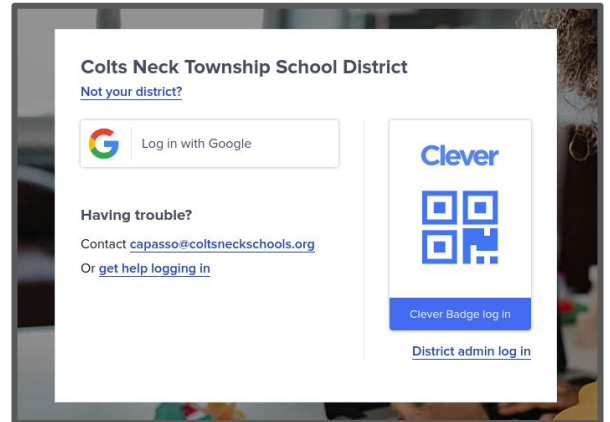 Colts Neck Township School District
Not your district?
Log in with Google
Having trouble?
Contact capasso@coltsneckschools.org
Or get help logging in
Clever
Clever Badge log in
District admin log in